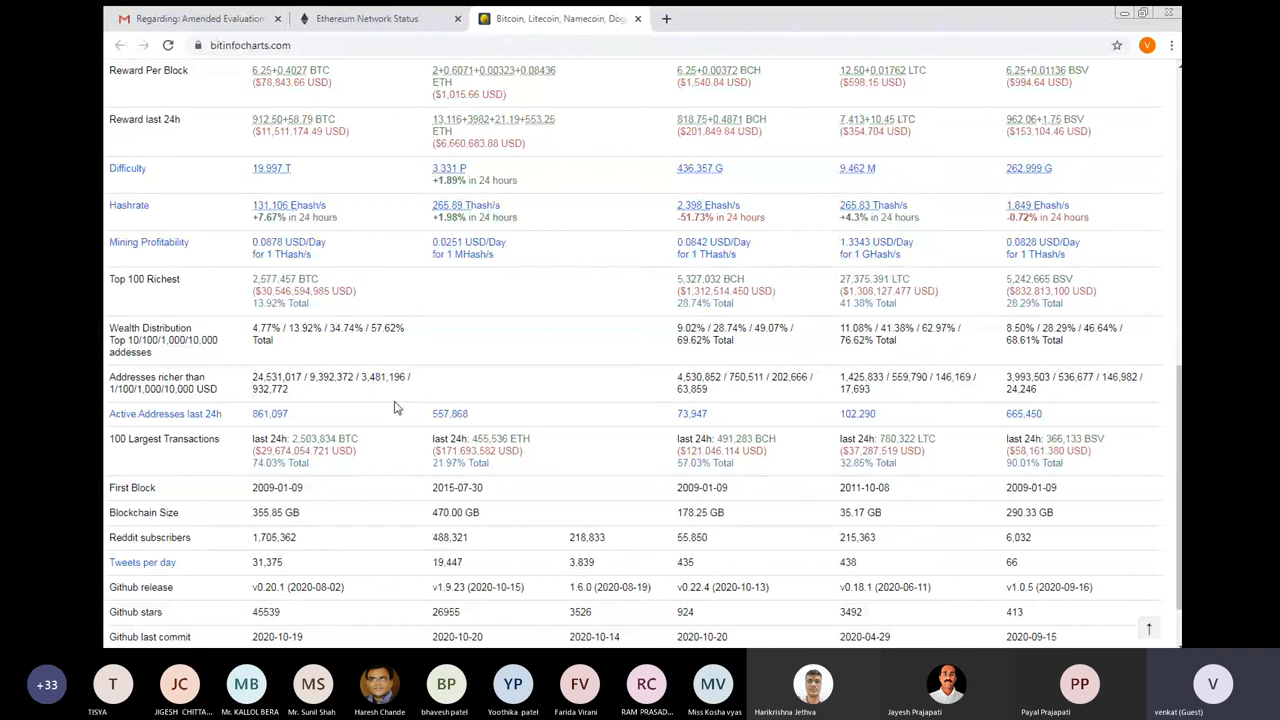 Regarding: Amended Evaluation
Ethereum Network Status
Bitcoin, Litecoin, Namecoin, Dog
bitinfocharts.com
V
Reward Per Block 6.25+0.4027 BTC 2+0.6071+0.00323+0.08436 6.25+0.00372 BCH 12.50+0.01762 LTC 6.25+0.01136 BSV
($78,843.66 USD) ETH ($1,540.84 USD) ($598.15 USD) ($994.64 USD)
($1,015.66 USD)
Reward last 24h 912.50+58.79 BTC 13,116+3982+21.19+553.25 818.75+0.4871 BCH 7,413+10.45 LTC 962.06+1.75 BSV
($11,511,174.49 USD) ETH ($201,849.84 USD) ($354,704 USD) ($153,104.46 USD)
($6,660,683.88 USD)
Difficulty 19.997 T 3.331 P 436.357 G 9.462 M 262.999 G
+1.89% in 24 hours
Hashrate 131.106 Ehash/s 265.89 Thash/s 2.398 Ehash/s 265.83 Thash/s 1.849 Ehash/s
+7.67% in 24 hours +1.98% in 24 hours -51.73% in 24 hours +4.3% in 24 hours -0.72% in 24 hours
Mining Profitability 0.0878 USD/Day 0.0251 USD/Day 0.0842 USD/Day 1.3343 USD/Day 0.0828 USD/Day
for 1 THash/s for 1 MHash/s for 1 THash/s for 1 GHash/s for 1 THash/s
Top 100 Richest 2,577,457 BTC 5,327,032 BCH 27,375,391 LTC 5,242,665 BSV
($30,546,594,985 USD) ($1,312,514,450 USD) ($1,308,127,477 USD) ($832,813,100 USD)
13.92% Total 28.74% Total 41.38% Total 28.29% Total
Wealth Distribution 4.77% / 13.92% / 34.74% / 57.62% 9.02% / 28.74% / 49.07% / 11.08% / 41.38% / 62.97% / 8.50% / 28.29% / 46.64% /
Top 10/100/1,000/10,000 Total 69.62% Total 76.62% Total 68.61% Total
addesses
Addresses richer than 24,531,017 / 9,392,372 / 3,481,196 / 4,530,852 / 750,511 / 202,666 / 1,425,833 / 559,790 / 146,169 / 3,993,503 / 536,677 / 146,982 /
1/100/1,000/10,000 USD 932,772 63,859 17,693 24,246
Active Addresses last 24h 861,097 557,868 73,947 102,290 665,450
100 Largest Transactions last 24h: 2,503,834 BTC last 24h: 455,536 ETH last 24h: 491,283 BCH last 24h: 780,322 LTC last 24h: 366,133 BSV
($29,674,054,721 USD) ($171,693,582 USD) ($121,046,114 USD) ($37,287,519 USD) ($58,161,380 USD)
74.03% Total 21.97% Total 57.03% Total 32.85% Total 90.01% Total
First Block 2009-01-09 2015-07-30 2009-01-09 2011-10-08 2009-01-09
Blockchain Size 355.85 GB 470.00 GB 178.25 GB 35.17 GB 290.33 GB
Reddit subscribers 1,705,362 488,321 218,833 55,850 215,363 6,032
Tweets per day 31,375 19,447 3,839 435 438 66
Github release v0.20.1 (2020-08-02) v1.9.23 (2020-10-15) 1.6.0 (2020-08-19) v0.22.4 (2020-10-13) v0.18.1 (2020-06-11) v1.0.5 (2020-09-16)
Github stars 45539 26955 3526 924 3492 413
Github last commit 2020-10-19 2020-10-20 2020-10-14 2020-10-20 2020-04-29 2020-09-15
+33 T JC MB MS BP YP FV RC MV PP V
TISYA JIGESH CHITTA... Mr. KALLOL BERA Mr. Sunil Shah Haresh Chande bhavesh patel Yoothika patel Farida Virani RAM PRASAD... Miss Kosha vyas Harikrishna Jethva Jayesh Prajapati Payal Prajapati venkat (Guest)